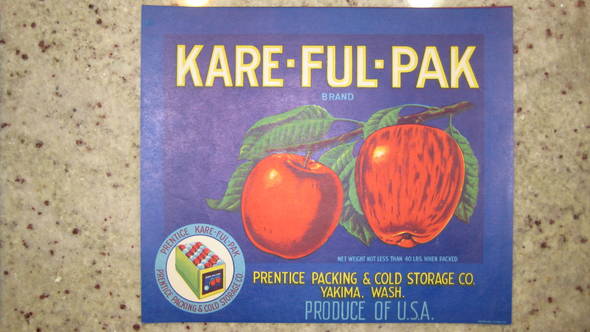 KARE·FUL·PAK
BRAND
PRENTICE KARE-FUL-PAK
PRENTICE PACKING & COLD STORAGE CO.
NET WEIGHT NOT LESS THAN 40 LBS. WHEN PACKED
PRENTICE PACKING & COLD STORAGE CO.
YAKIMA, WASH.
PRODUCE OF U.S.A.